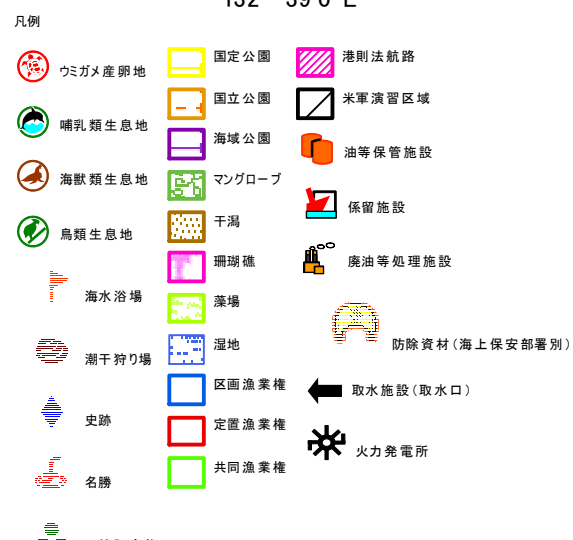 凡例
ウミガメ産卵地
哺乳類生息地
海獣類生息地
鳥類生息地
海水浴場
潮干狩り場
史跡
名勝
国定公園
国立公園
海域公園
マングローブ
干潟
珊瑚礁
藻場
湿地
区画漁業権
定置漁業権
共同漁業権
港則法航路
米軍演習区域
油等保管施設
係留施設
廃油等処理施設
防除資材(海上保安部署別)
取水施設(取水口)
火力発電所